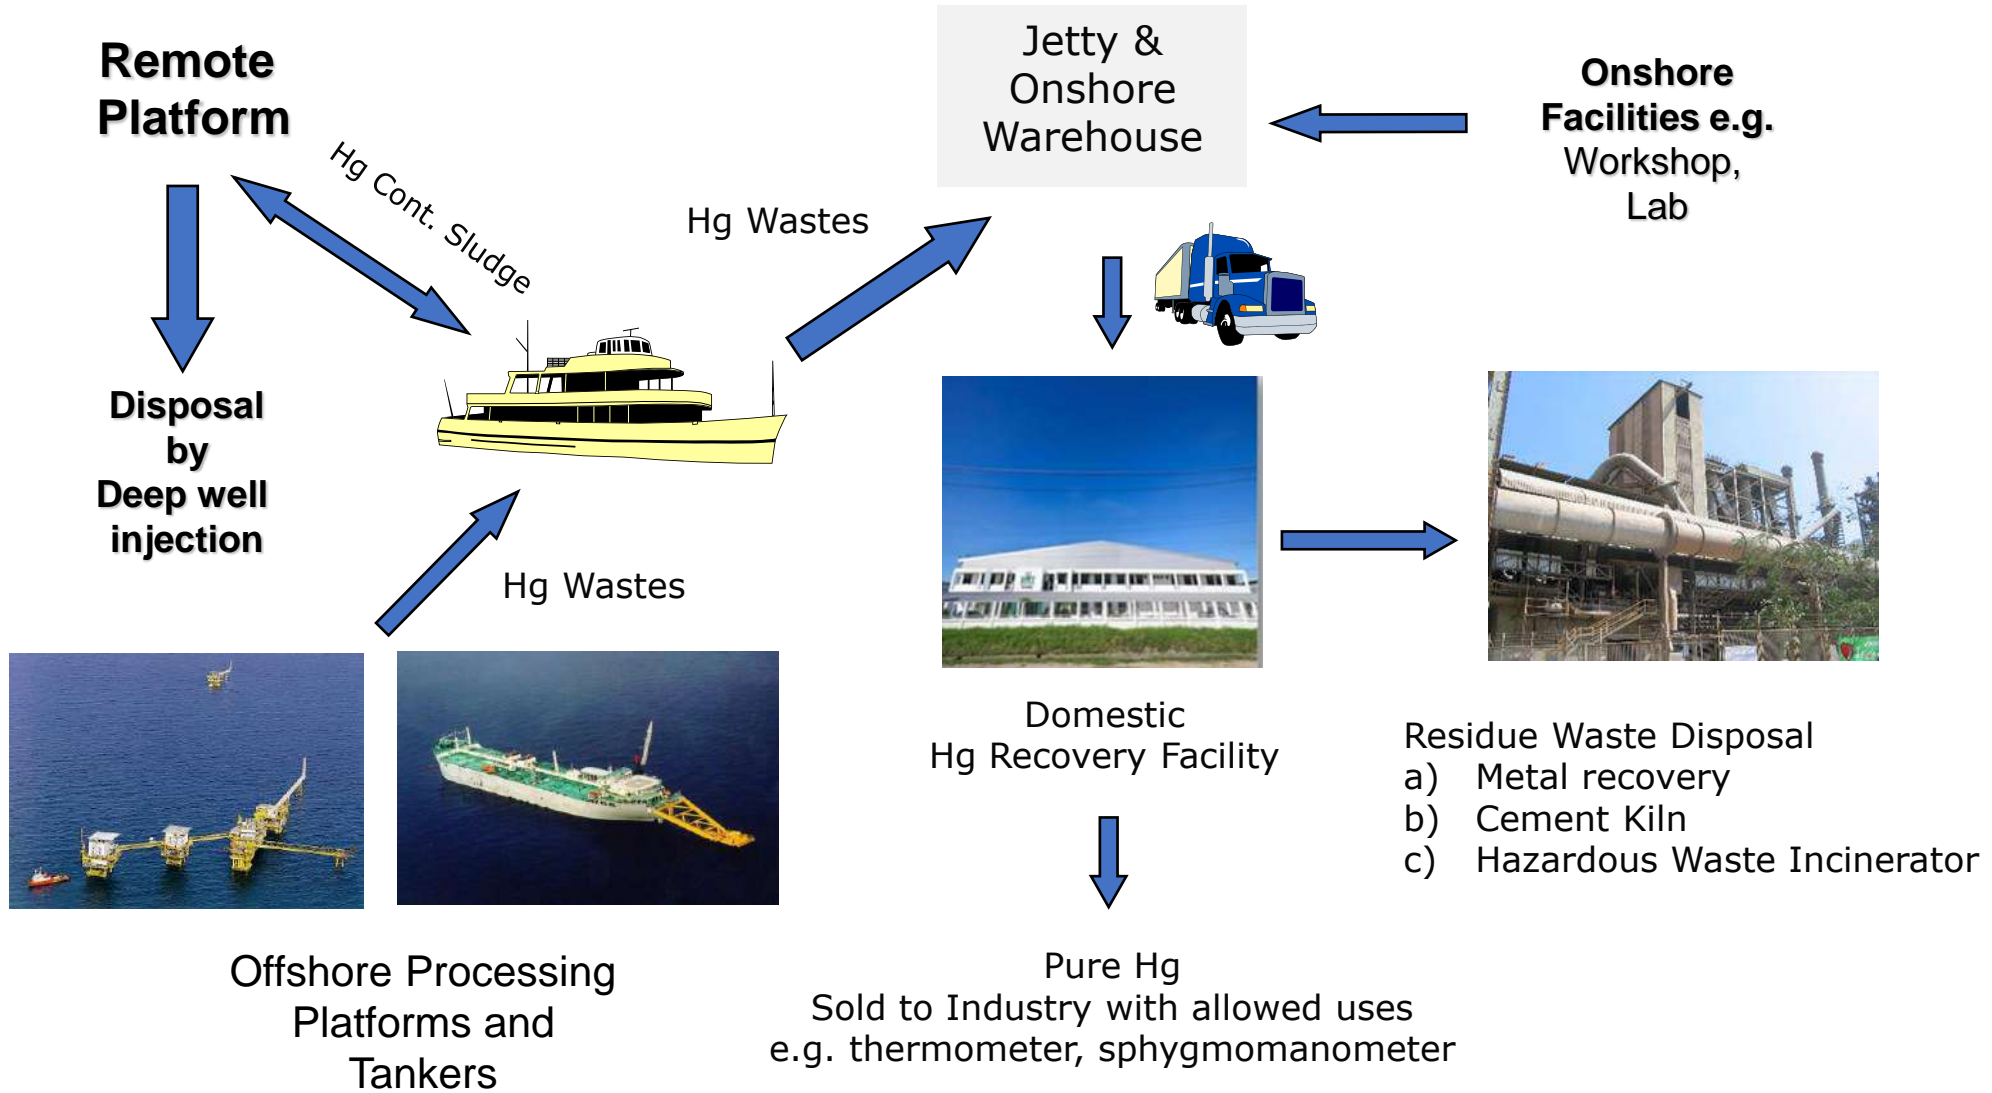 Remote
Platform
Hg Cont. Sludge
Disposal
by
Deep well
injection
Hg Wastes
Hg Wastes
Offshore Processing
Platforms and
Tankers
Jetty &
Onshore
Warehouse
Onshore
Facilities e.g.
Workshop,
Lab
Domestic
Hg Recovery Facility
Residue Waste Disposal
a) Metal recovery
b) Cement Kiln
c) Hazardous Waste Incinerator
Pure Hg
Sold to Industry with allowed uses
e.g. thermometer, sphygmomanometer